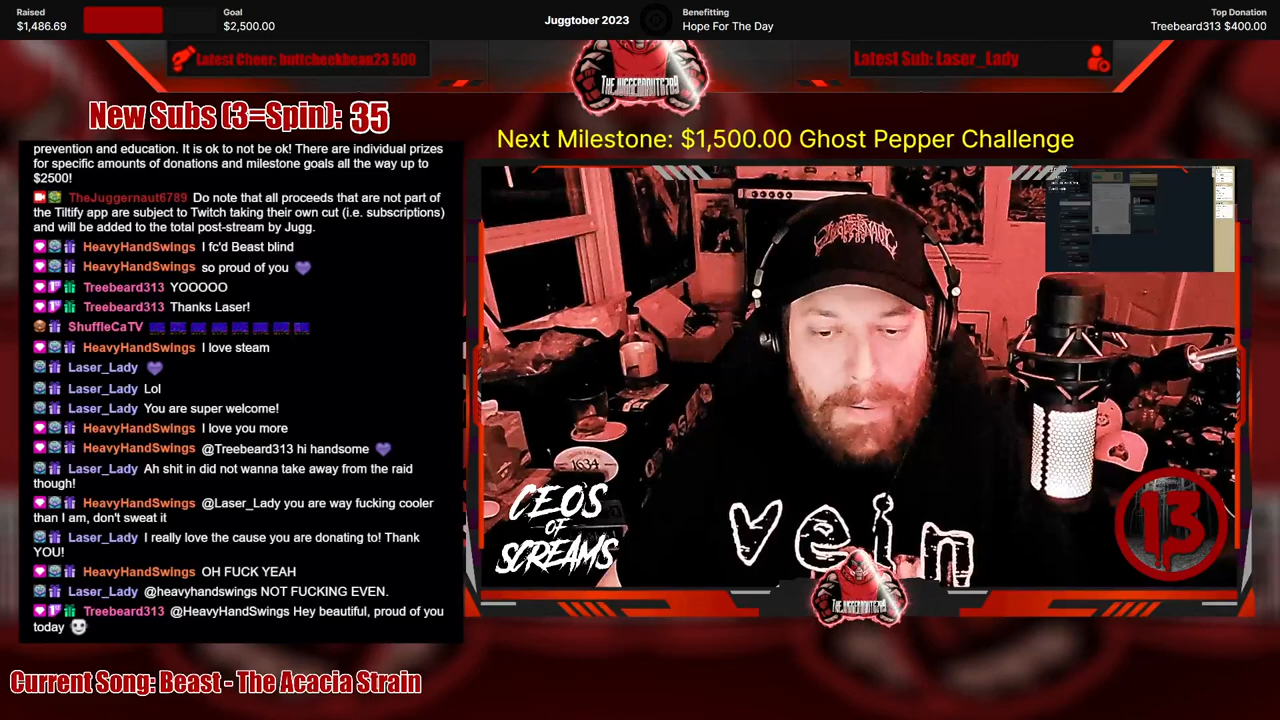 Raised
$1,486.69
Goal
$2,500.00
Juggtober 2023
Benefitting
Hope For The Day
Top Donation
Treebeard313 $400.00
Latest Cheer: buttcheekbean23 500
THEJUGGERNAUT6789
Latest Sub: Laser_Lady
New Subs (3=Spin): 35
Next Milestone: $1,500.00 Ghost Pepper Challenge
prevention and education. It is ok to not be ok! There are individual prizes
for specific amounts of donations and milestone goals all the way up to
$2500!
TheJuggernaut6789 Do note that all proceeds that are not part of
the Tiltify app are subject to Twitch taking their own cut (i.e. subscriptions)
and will be added to the total post-stream by Jugg.
HeavyHandSwings I fc'd Beast blind
HeavyHandSwings so proud of you
Treebeard313 YOOOOO
Treebeard313 Thanks Laser!
ShuffleCaTV
HeavyHandSwings I love steam
Laser_Lady
Laser_Lady Lol
Laser_Lady You are super welcome!
HeavyHandSwings I love you more
HeavyHandSwings @Treebeard313 hi handsome
Laser_Lady Ah shit in did not wanna take away from the raid
though!
HeavyHandSwings @Laser_Lady you are way fucking cooler
than I am, don't sweat it
Laser_Lady I really love the cause you are donating to! Thank
YOU!
HeavyHandSwings OH FUCK YEAH
Laser_Lady @heavyhandswings NOT FUCKING EVEN.
Treebeard313 @HeavyHandSwings Hey beautiful, proud of you
today
1634
CEOS
OF
SCREAMS
vein
13
THEJUGGERNAUT6789
Current Song: Beast - The Acacia Strain